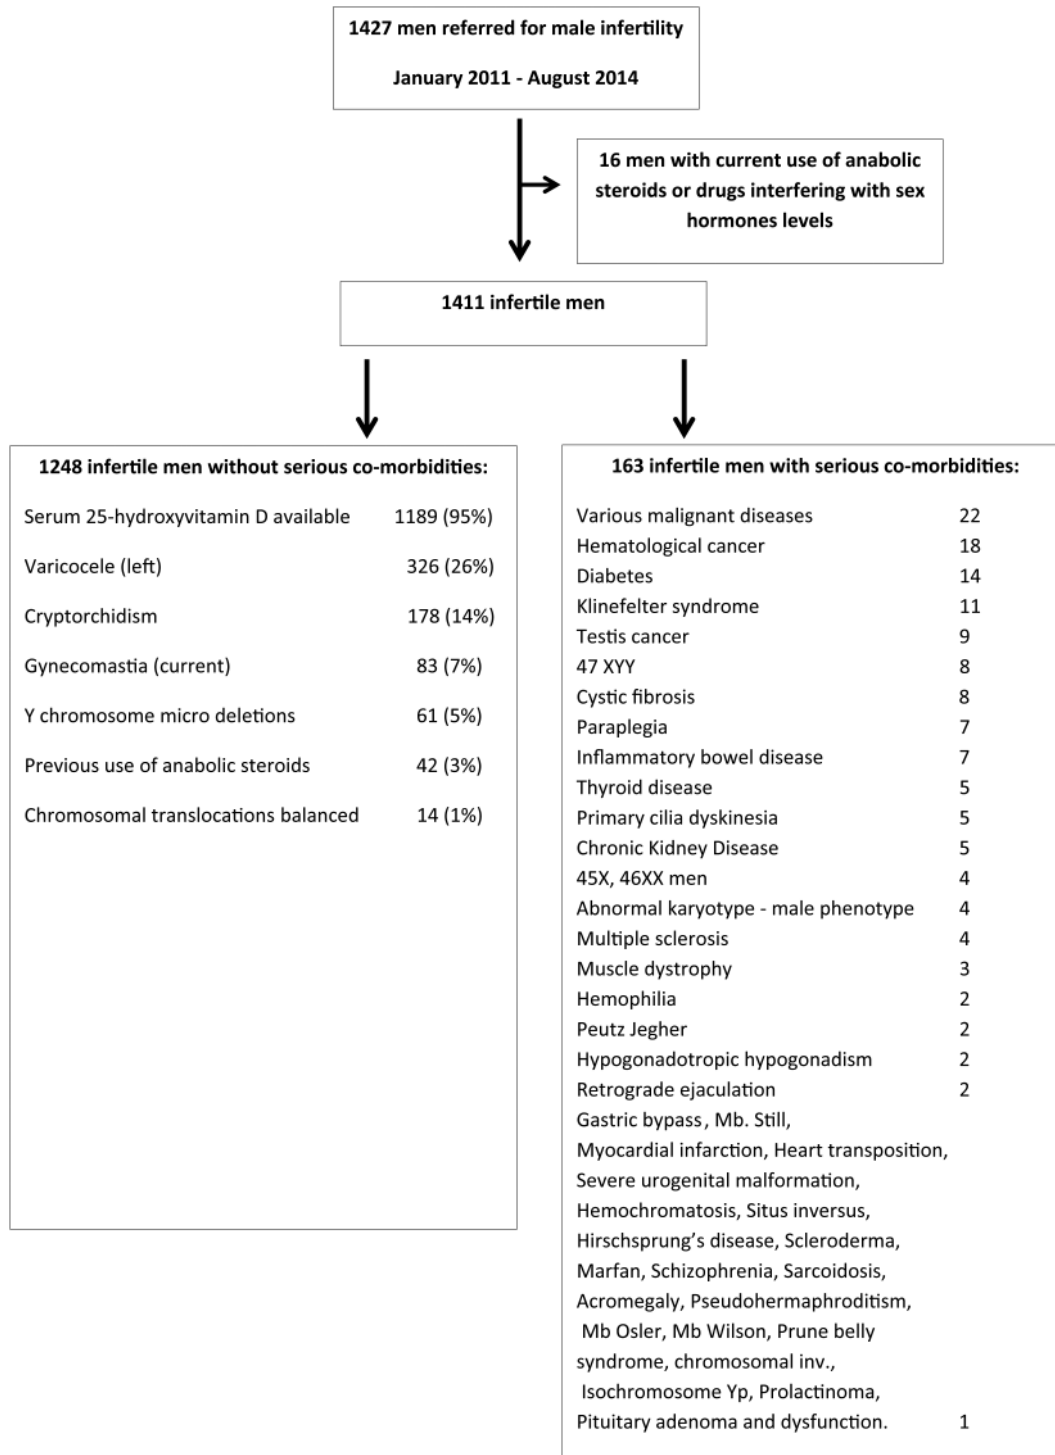 1427 men referred for male infertility
January 2011 - August 2014
16 men with current use of anabolic
steroids or drugs interfering with sex
hormones levels
1411 infertile men
1248 infertile men without serious co-morbidities:
Serum 25-hydroxyvitamin D available 1189 (95%)
Varicocele (left) 326 (26%)
Cryptorchidism 178 (14%)
Gynecomastia (current) 83 (7%)
Y chromosome micro deletions 61 (5%)
Previous use of anabolic steroids 42 (3%)
Chromosomal translocations balanced 14 (1%)
163 infertile men with serious co-morbidities:
Various malignant diseases 22
Hematological cancer 18
Diabetes 14
Klinefelter syndrome 11
Testis cancer 9
47 XYY 8
Cystic fibrosis 8
Paraplegia 7
Inflammatory bowel disease 7
Thyroid disease 5
Primary cilia dyskinesia 5
Chronic Kidney Disease 5
45X, 46XX men 4
Abnormal karyotype - male phenotype 4
Multiple sclerosis 4
Muscle dystrophy 3
Hemophilia 2
Peutz Jegher 2
Hypogonadotropic hypogonadism 2
Retrograde ejaculation 2
Gastric bypass, Mb. Still,
Myocardial infarction, Heart transposition,
Severe urogenital malformation,
Hemochromatosis, Situs inversus,
Hirschsprung's disease, Scleroderma,
Marfan, Schizophrenia, Sarcoidosis,
Acromegaly, Pseudohermaphroditism,
Mb Osler, Mb Wilson, Prune belly
syndrome, chromosomal inv.,
Isochromosome Yp, Prolactinoma,
Pituitary adenoma and dysfunction. 1